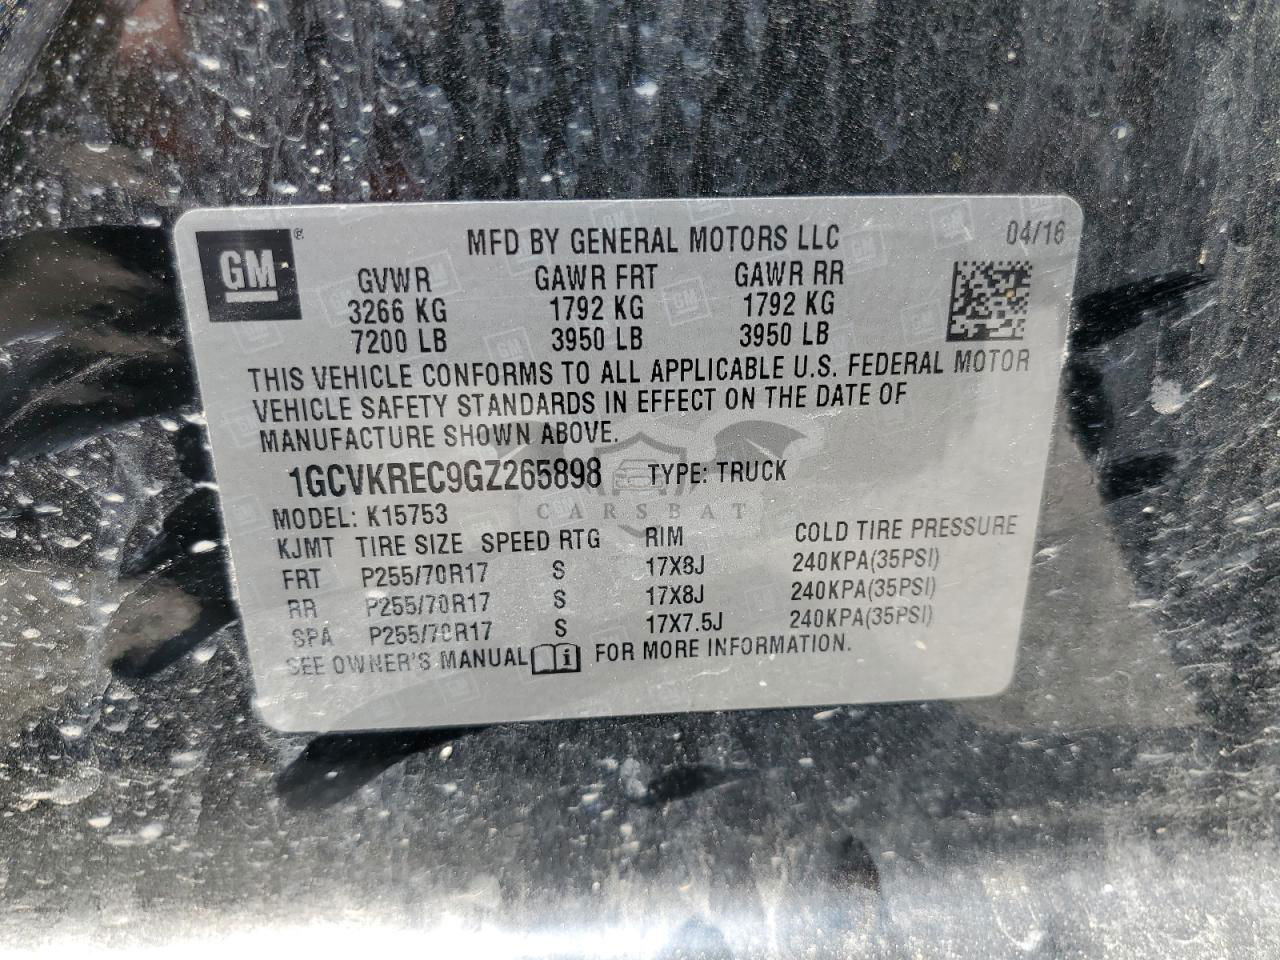 GM ® MFD BY GENERAL MOTORS LLC 04/16
GVWR GAWR FRT GAWR RR
3266 KG 1792 KG 1792 KG
7200 LB 3950 LB 3950 LB
THIS VEHICLE CONFORMS TO ALL APPLICABLE U.S. FEDERAL MOTOR
VEHICLE SAFETY STANDARDS IN EFFECT ON THE DATE OF
MANUFACTURE SHOWN ABOVE.
1GCVKREC9GZ265898 TYPE: TRUCK
CARSBAT
MODEL: K15753
KJMT TIRE SIZE SPEED RTG RIM COLD TIRE PRESSURE
FRT P255/70R17 S 17X8J 240KPA(35PSI)
RR P255/70R17 S 17X8J 240KPA(35PSI)
SPA P255/70R17 S 17X7.5J 240KPA(35PSI)
SEE OWNER'S MANUAL i FOR MORE INFORMATION.